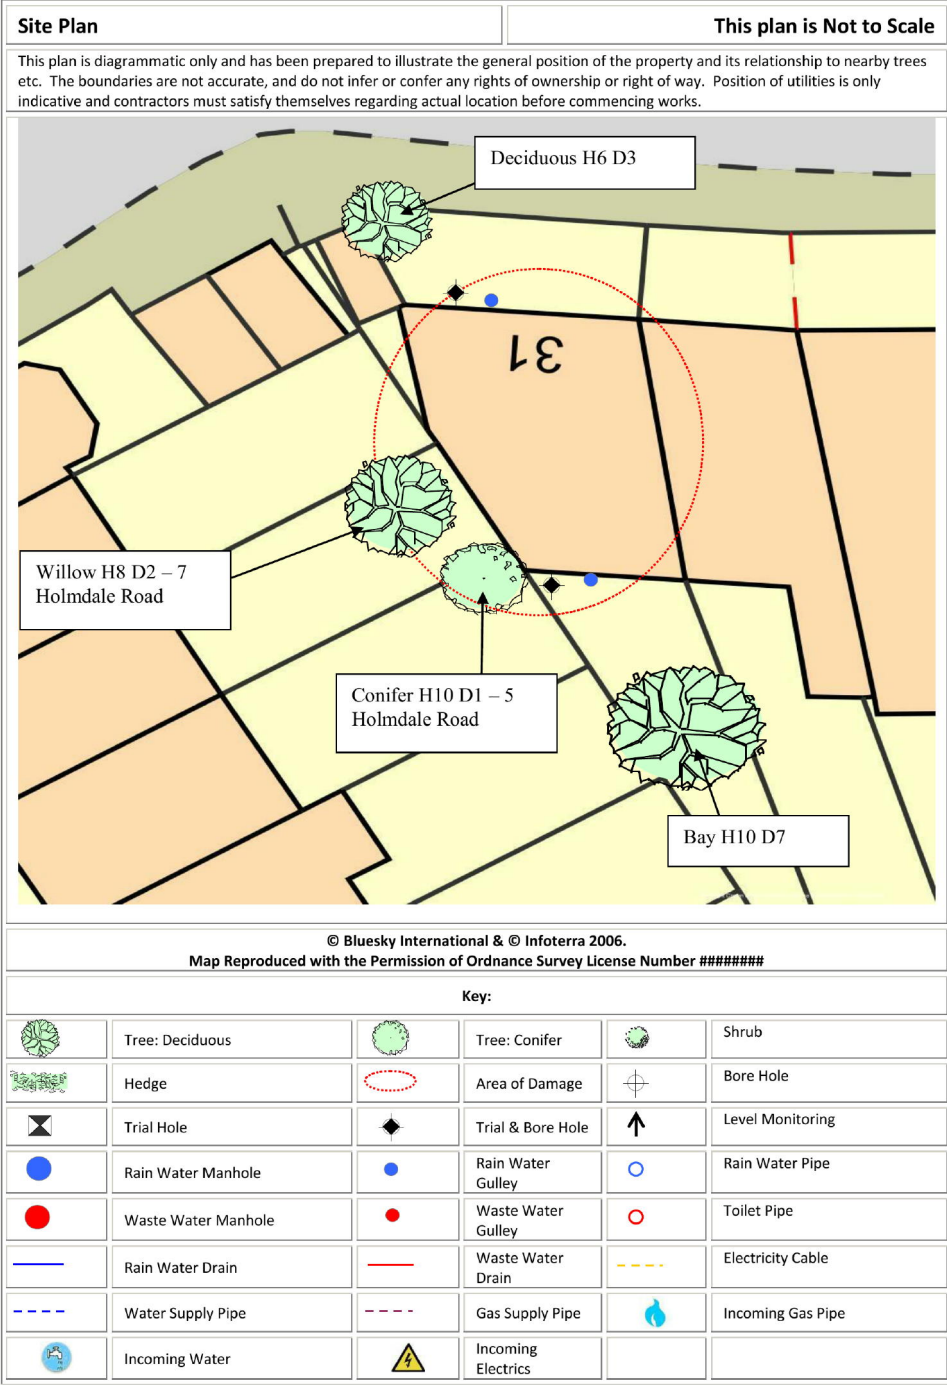 Site Plan
This plan is Not to Scale
This plan is diagrammatic only and has been prepared to illustrate the general position of the property and its relationship to nearby trees
etc. The boundaries are not accurate, and do not infer or confer any rights of ownership or right of way. Position of utilities is only
indicative and contractors must satisfy themselves regarding actual location before commencing works.
Deciduous H6 D3
31
Willow H8 D2 – 7
Holmdale Road
Conifer H10 D1 – 5
Holmdale Road
Bay H10 D7
© Bluesky International & © Infoterra 2006.
Map Reproduced with the Permission of Ordnance Survey License Number ########
Key:
Tree: Deciduous
Tree: Conifer
Shrub
Hedge
Area of Damage
Bore Hole
Trial Hole
Trial & Bore Hole
Level Monitoring
Rain Water Manhole
Rain Water
Gulley
Rain Water Pipe
Waste Water Manhole
Waste Water
Gulley
Toilet Pipe
Rain Water Drain
Waste Water
Drain
Electricity Cable
Water Supply Pipe
Gas Supply Pipe
Incoming Gas Pipe
Incoming Water
Incoming
Electrics